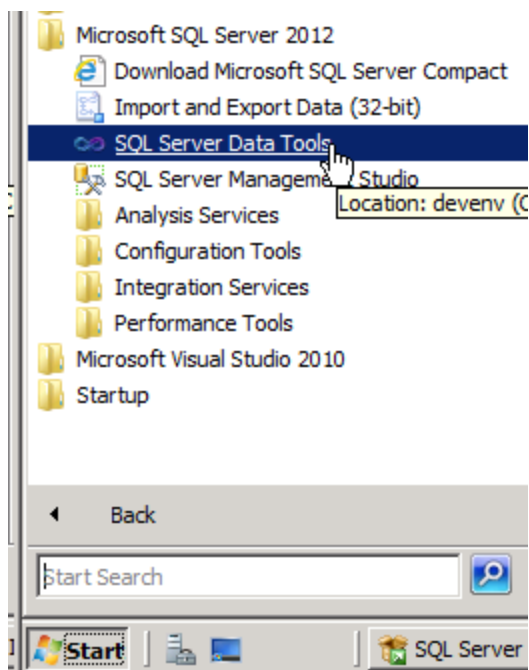 Microsoft SQL Server 2012
Download Microsoft SQL Server Compact
Import and Export Data (32-bit)
SQL Server Data Tools
SQL Server Management Studio
Location: devenv (C
Analysis Services
Configuration Tools
Integration Services
Performance Tools
Microsoft Visual Studio 2010
Startup
Back
Start Search
Start
SQL Server